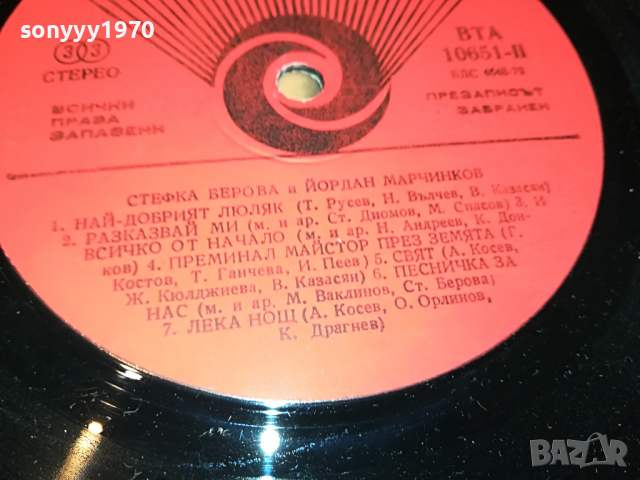 sonyyy1970
33
СТЕРЕО
ВТА
10651-II
БДС
ВСИЧКИ
ПРАВА
ЗАПАЗЕНИ
ПРЕЗАПИСЪТ
ЗАБРАНЕН
СТЕФКА БЕРОВА и ЙОРДАН МАРЧИНКОВ
1. НАЙ-ДОБРИЯТ ЛЮЛЯК (Т. Русев, Н. Вълчев, В. Казасян)
2. РАЗКАЗВАЙ МИ (м. и ар. Ст. Диомов, М. Спасов) 3. И
ВСИЧКО ОТ НАЧАЛО (м. и ар. Н. Андреев, К. Дон-
ков) 4. ПРЕМИНАЛ МАЙСТОР ПРЕЗ ЗЕМЯТА (Г.
Костов, Т. Ганчева, И. Пеев) 5. СВЯТ (А. Косев,
Ж. Кюлджиева, В. Казасян) 6. ПЕСНИЧКА ЗА
НАС (м. и ар. М. Ваклинов, Ст. Берова)
7. ЛЕКА НОЩ (А. Косев, О. Орлинов,
К. Драгнев)
BAZAR